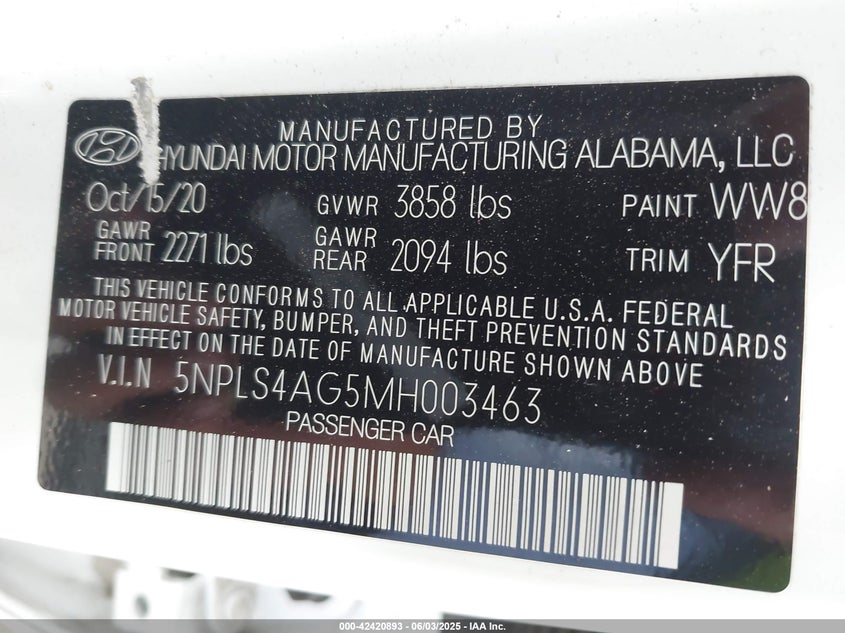 MANUFACTURED BY
HYUNDAI MOTOR MANUFACTURING ALABAMA, LLC
Oct/15/20 GVWR 3858 lbs PAINT WW8
GAWR FRONT 2271 lbs GAWR REAR 2094 lbs TRIM YFR
THIS VEHICLE CONFORMS TO ALL APPLICABLE U.S.A. FEDERAL
MOTOR VEHICLE SAFETY, BUMPER, AND THEFT PREVENTION STANDARDS
IN EFFECT ON THE DATE OF MANUFACTURE SHOWN ABOVE
V.I.N 5NPLS4AG5MH003463
PASSENGER CAR
000-42420893 - 06/03/2025 - IAA Inc.